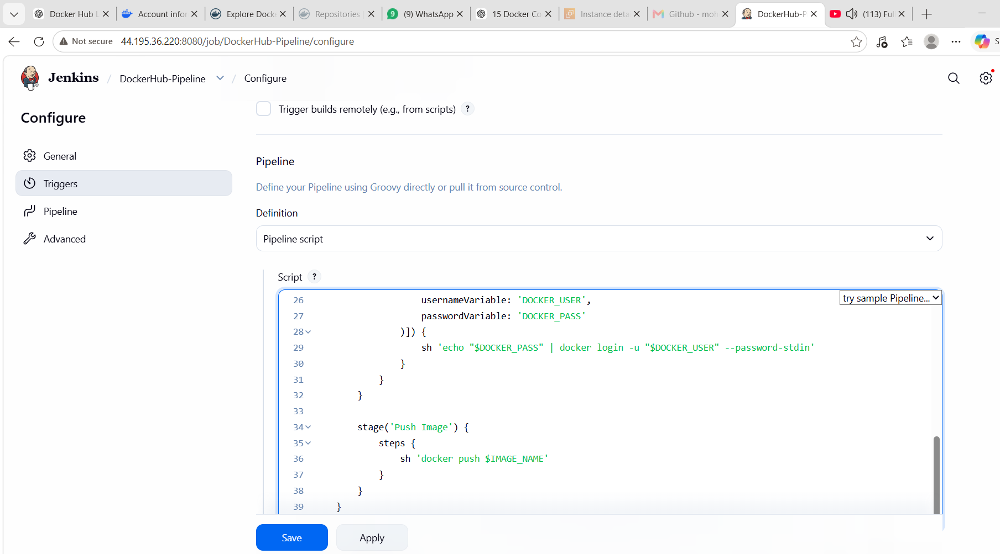 Docker Hub L
Account infor
Explore Docke
Repositories |
(9) WhatsApp
15 Docker Co
Instance deta
Github - moh
DockerHub-P
(113) Full
Not secure 44.195.36.220:8080/job/DockerHub-Pipeline/configure
S
Jenkins / DockerHub-Pipeline / Configure
Configure
General
Triggers
Pipeline
Advanced
Trigger builds remotely (e.g., from scripts) ?
Pipeline
Define your Pipeline using Groovy directly or pull it from source control.
Definition
Pipeline script
Script ?
try sample Pipeline...
26 usernameVariable: 'DOCKER_USER',
27 passwordVariable: 'DOCKER_PASS'
28 )]) {
29 sh 'echo "$DOCKER_PASS" | docker login -u "$DOCKER_USER" --password-stdin'
30 }
31 }
32 }
33
34 stage('Push Image') {
35 steps {
36 sh 'docker push $IMAGE_NAME'
37 }
38 }
39 }
Save
Apply